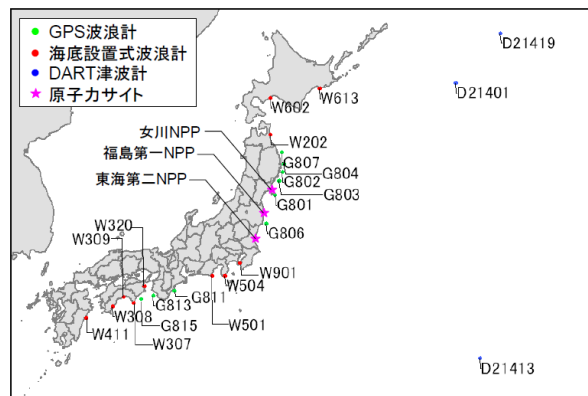 GPS波浪計
海底設置式波浪計
DART津波計
原子力サイト
D21419
D21401
W613
W602
女川NPP
W202
福島第一NPP
G807
G804
G802
東海第二NPP
G803
G801
G806
W320
W309
W901
W504
G811
G813
W308
G815
W501
W411
W307
D21413